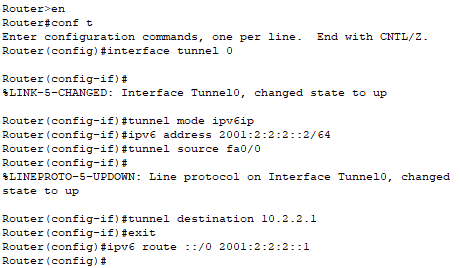 Router>en
Router#conf t
Enter configuration commands, one per line.  End with CNTL/Z.
Router(config)#interface tunnel 0
Router(config-if)#
%LINK-5-CHANGED: Interface Tunnel0, changed state to up
Router(config-if)#tunnel mode ipv6ip
Router(config-if)#ipv6 address 2001:2:2:2::2/64
Router(config-if)#tunnel source fa0/0
Router(config-if)#
%LINEPROTO-5-UPDOWN: Line protocol on Interface Tunnel0, changed
state to up
Router(config-if)#tunnel destination 10.2.2.1
Router(config-if)#exit
Router(config)#ipv6 route ::/0 2001:2:2:2::1
Router(config)#